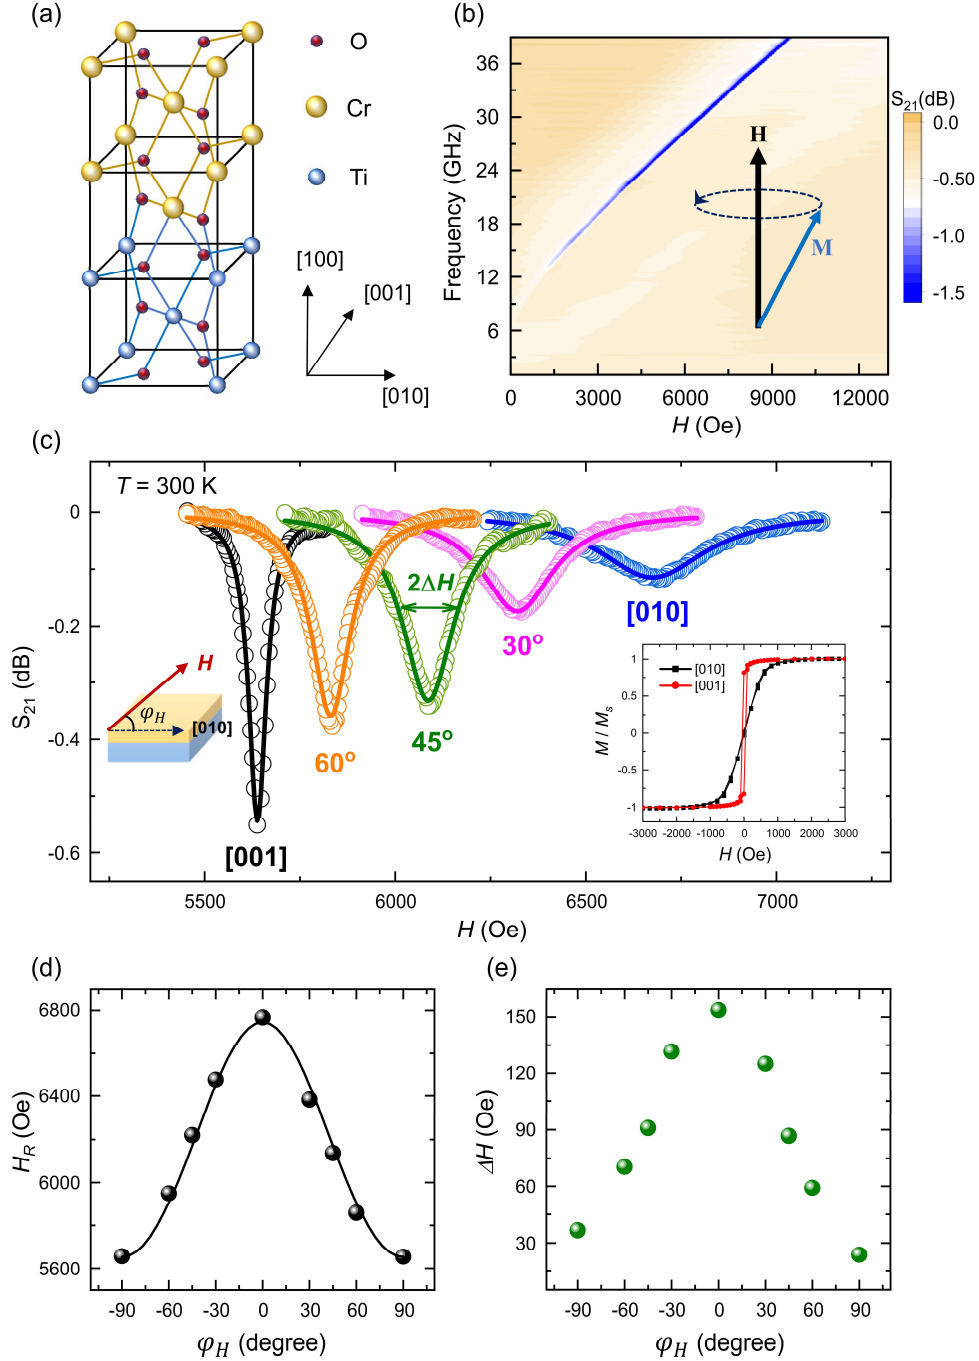 (a)
O
Cr
Ti
[100]
[001]
[010]
(b)
Frequency (GHz)
36
30
24
18
12
6
0
3000
6000
9000
12000
H (Oe)
H
M
S21(dB)
0.0
-0.50
-1.0
-1.5
(c)
T = 300 K
S21 (dB)
0
-0.2
-0.4
-0.6
2ΔH
[001]
60°
45°
30°
[010]
H
φH
[010]
[010]
[001]
M / Ms
1
0
-1
-3000 -2000 -1000 0 1000 2000 3000
H (Oe)
5500
6000
6500
7000
H (Oe)
(d)
HR (Oe)
6800
6400
6000
5600
-90 -60 -30 0 30 60 90
φH (degree)
(e)
ΔH (Oe)
150
120
90
60
30
-90 -60 -30 0 30 60 90
φH (degree)